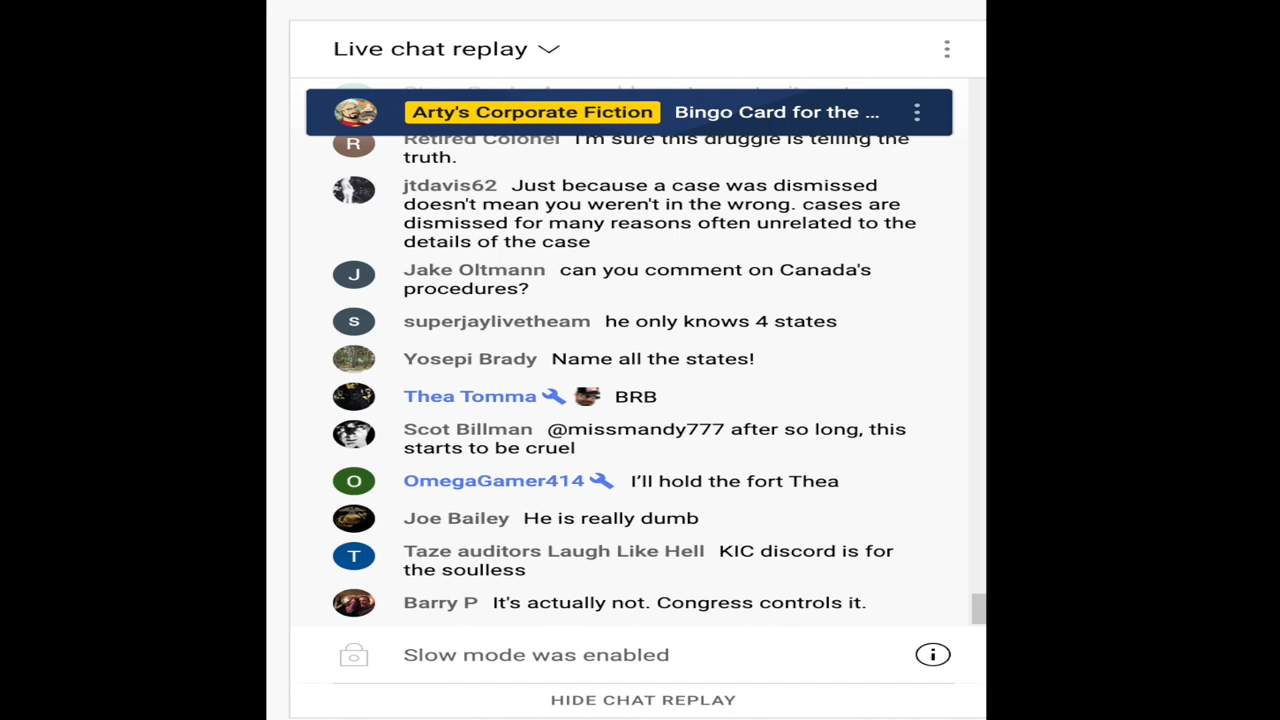 Live chat replay
Arty's Corporate Fiction Bingo Card for the ...
R Retired Colonel I'm sure this druggie is telling the
truth.
jtdavis62 Just because a case was dismissed
doesn't mean you weren't in the wrong. cases are
dismissed for many reasons often unrelated to the
details of the case
J Jake Oltmann can you comment on Canada's
procedures?
s superjaylivetheam he only knows 4 states
Yosepi Brady Name all the states!
Thea Tomma BRB
Scot Billman @missmandy777 after so long, this
starts to be cruel
O OmegaGamer414 I’ll hold the fort Thea
Joe Bailey He is really dumb
T Taze auditors Laugh Like Hell KIC discord is for
the soulless
Barry P It's actually not. Congress controls it.
Slow mode was enabled
HIDE CHAT REPLAY